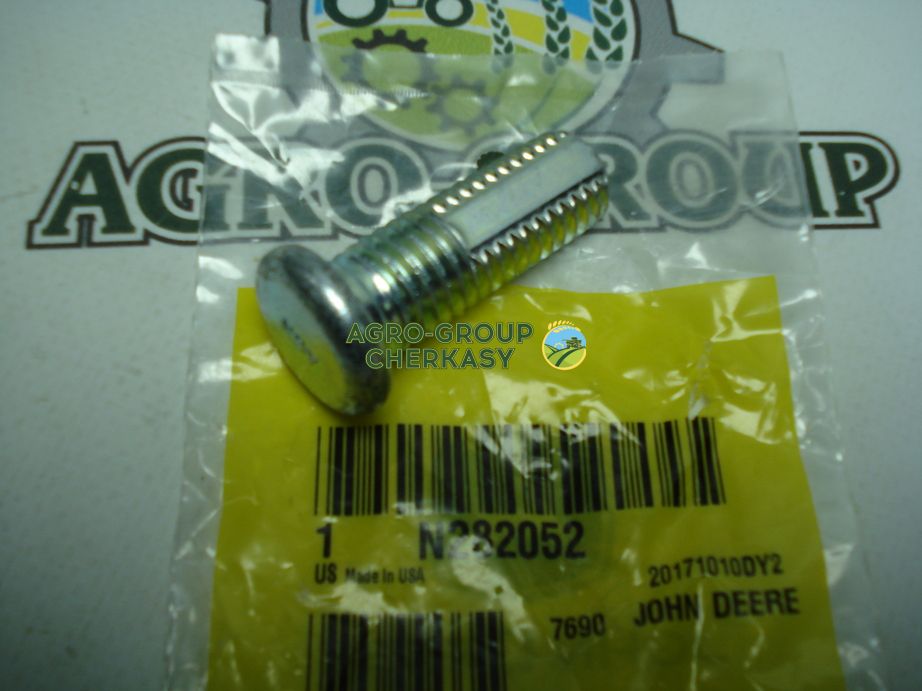 AGRO-GROUP
AGRO-GROUP
CHERKASY
1 N282052
US Made in USA
20171010DY2
7690 JOHN DEERE